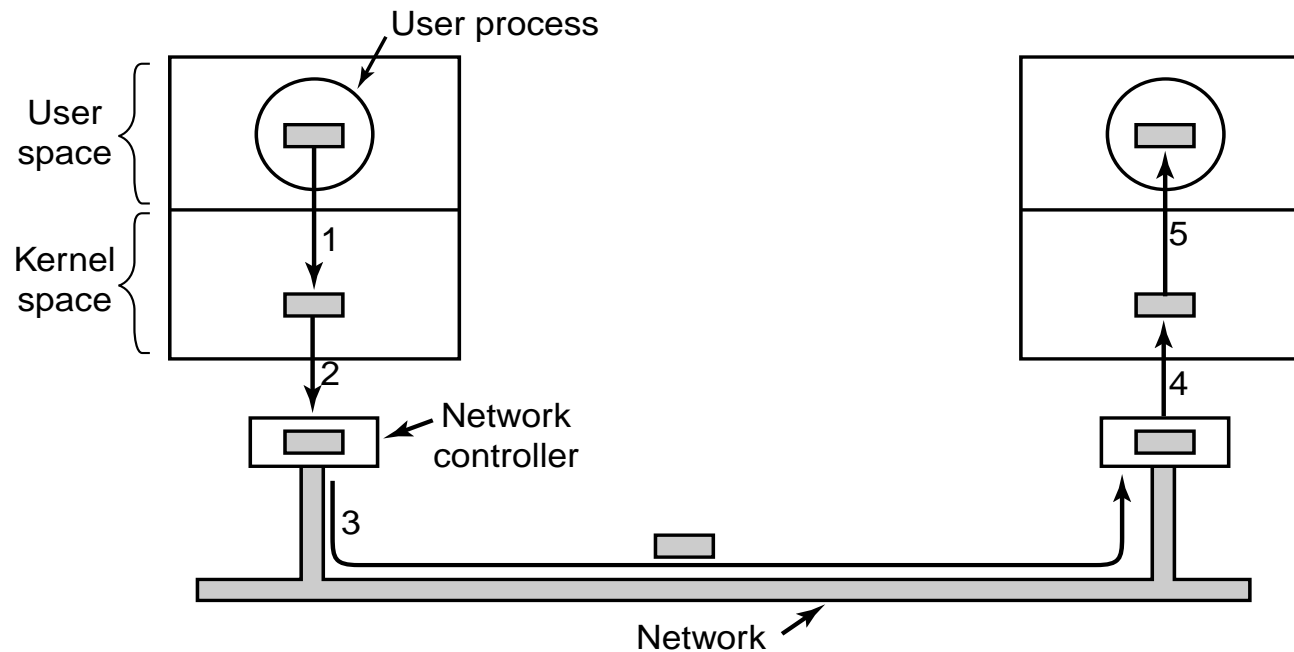 User process
User
space
1
5
Kernel
space
2
4
Network
controller
3
Network